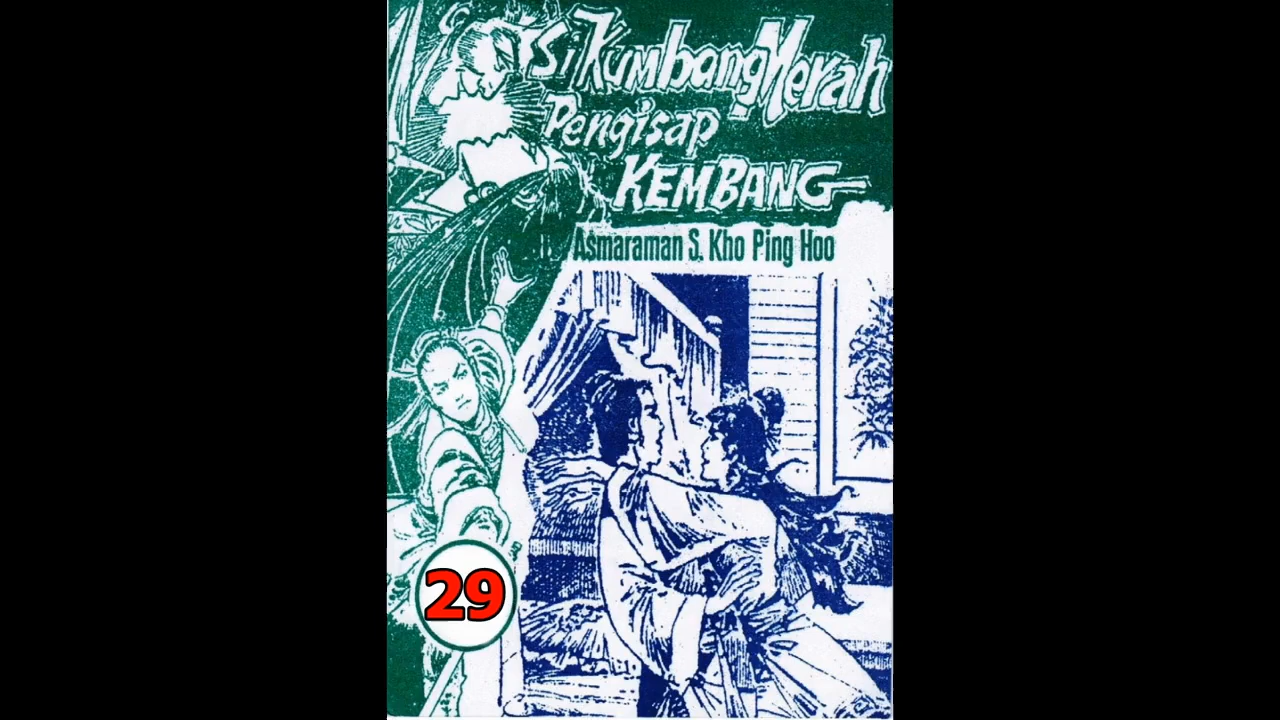 Si Kumbang Merah
Pengisap
KEMBANG
Asmaraman S. Kho Ping Hoo
29